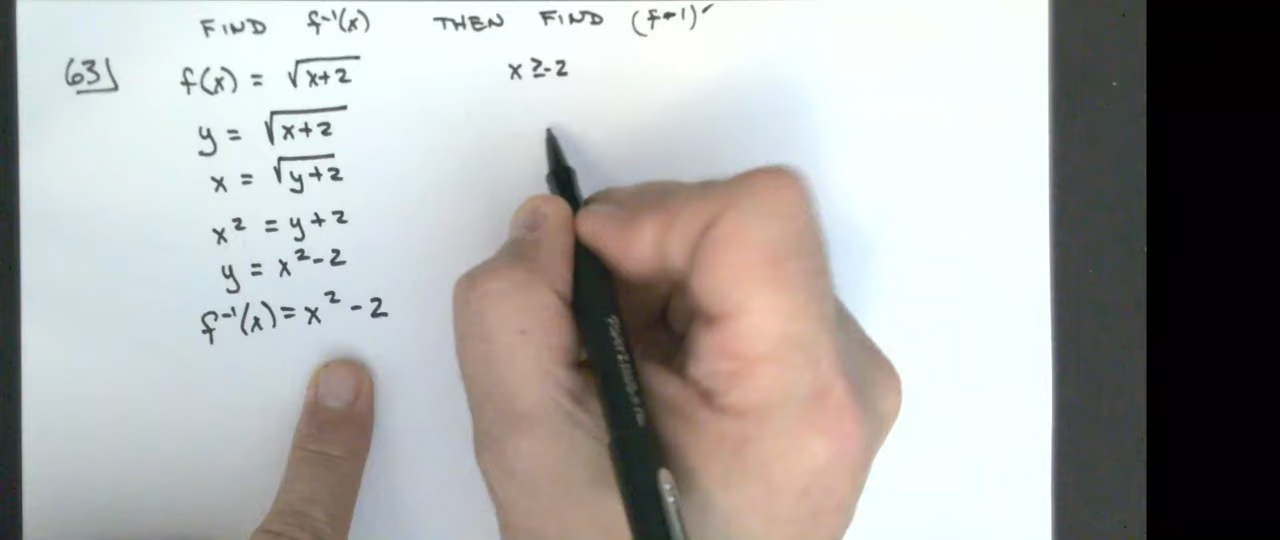 FIND f⁻¹(x) THEN FIND (f⁻¹)′
63) f(x) = √x+2 x ≥ -2
y = √x+2
x = √y+2
x² = y+2
y = x²-2
f⁻¹(x) = x² - 2